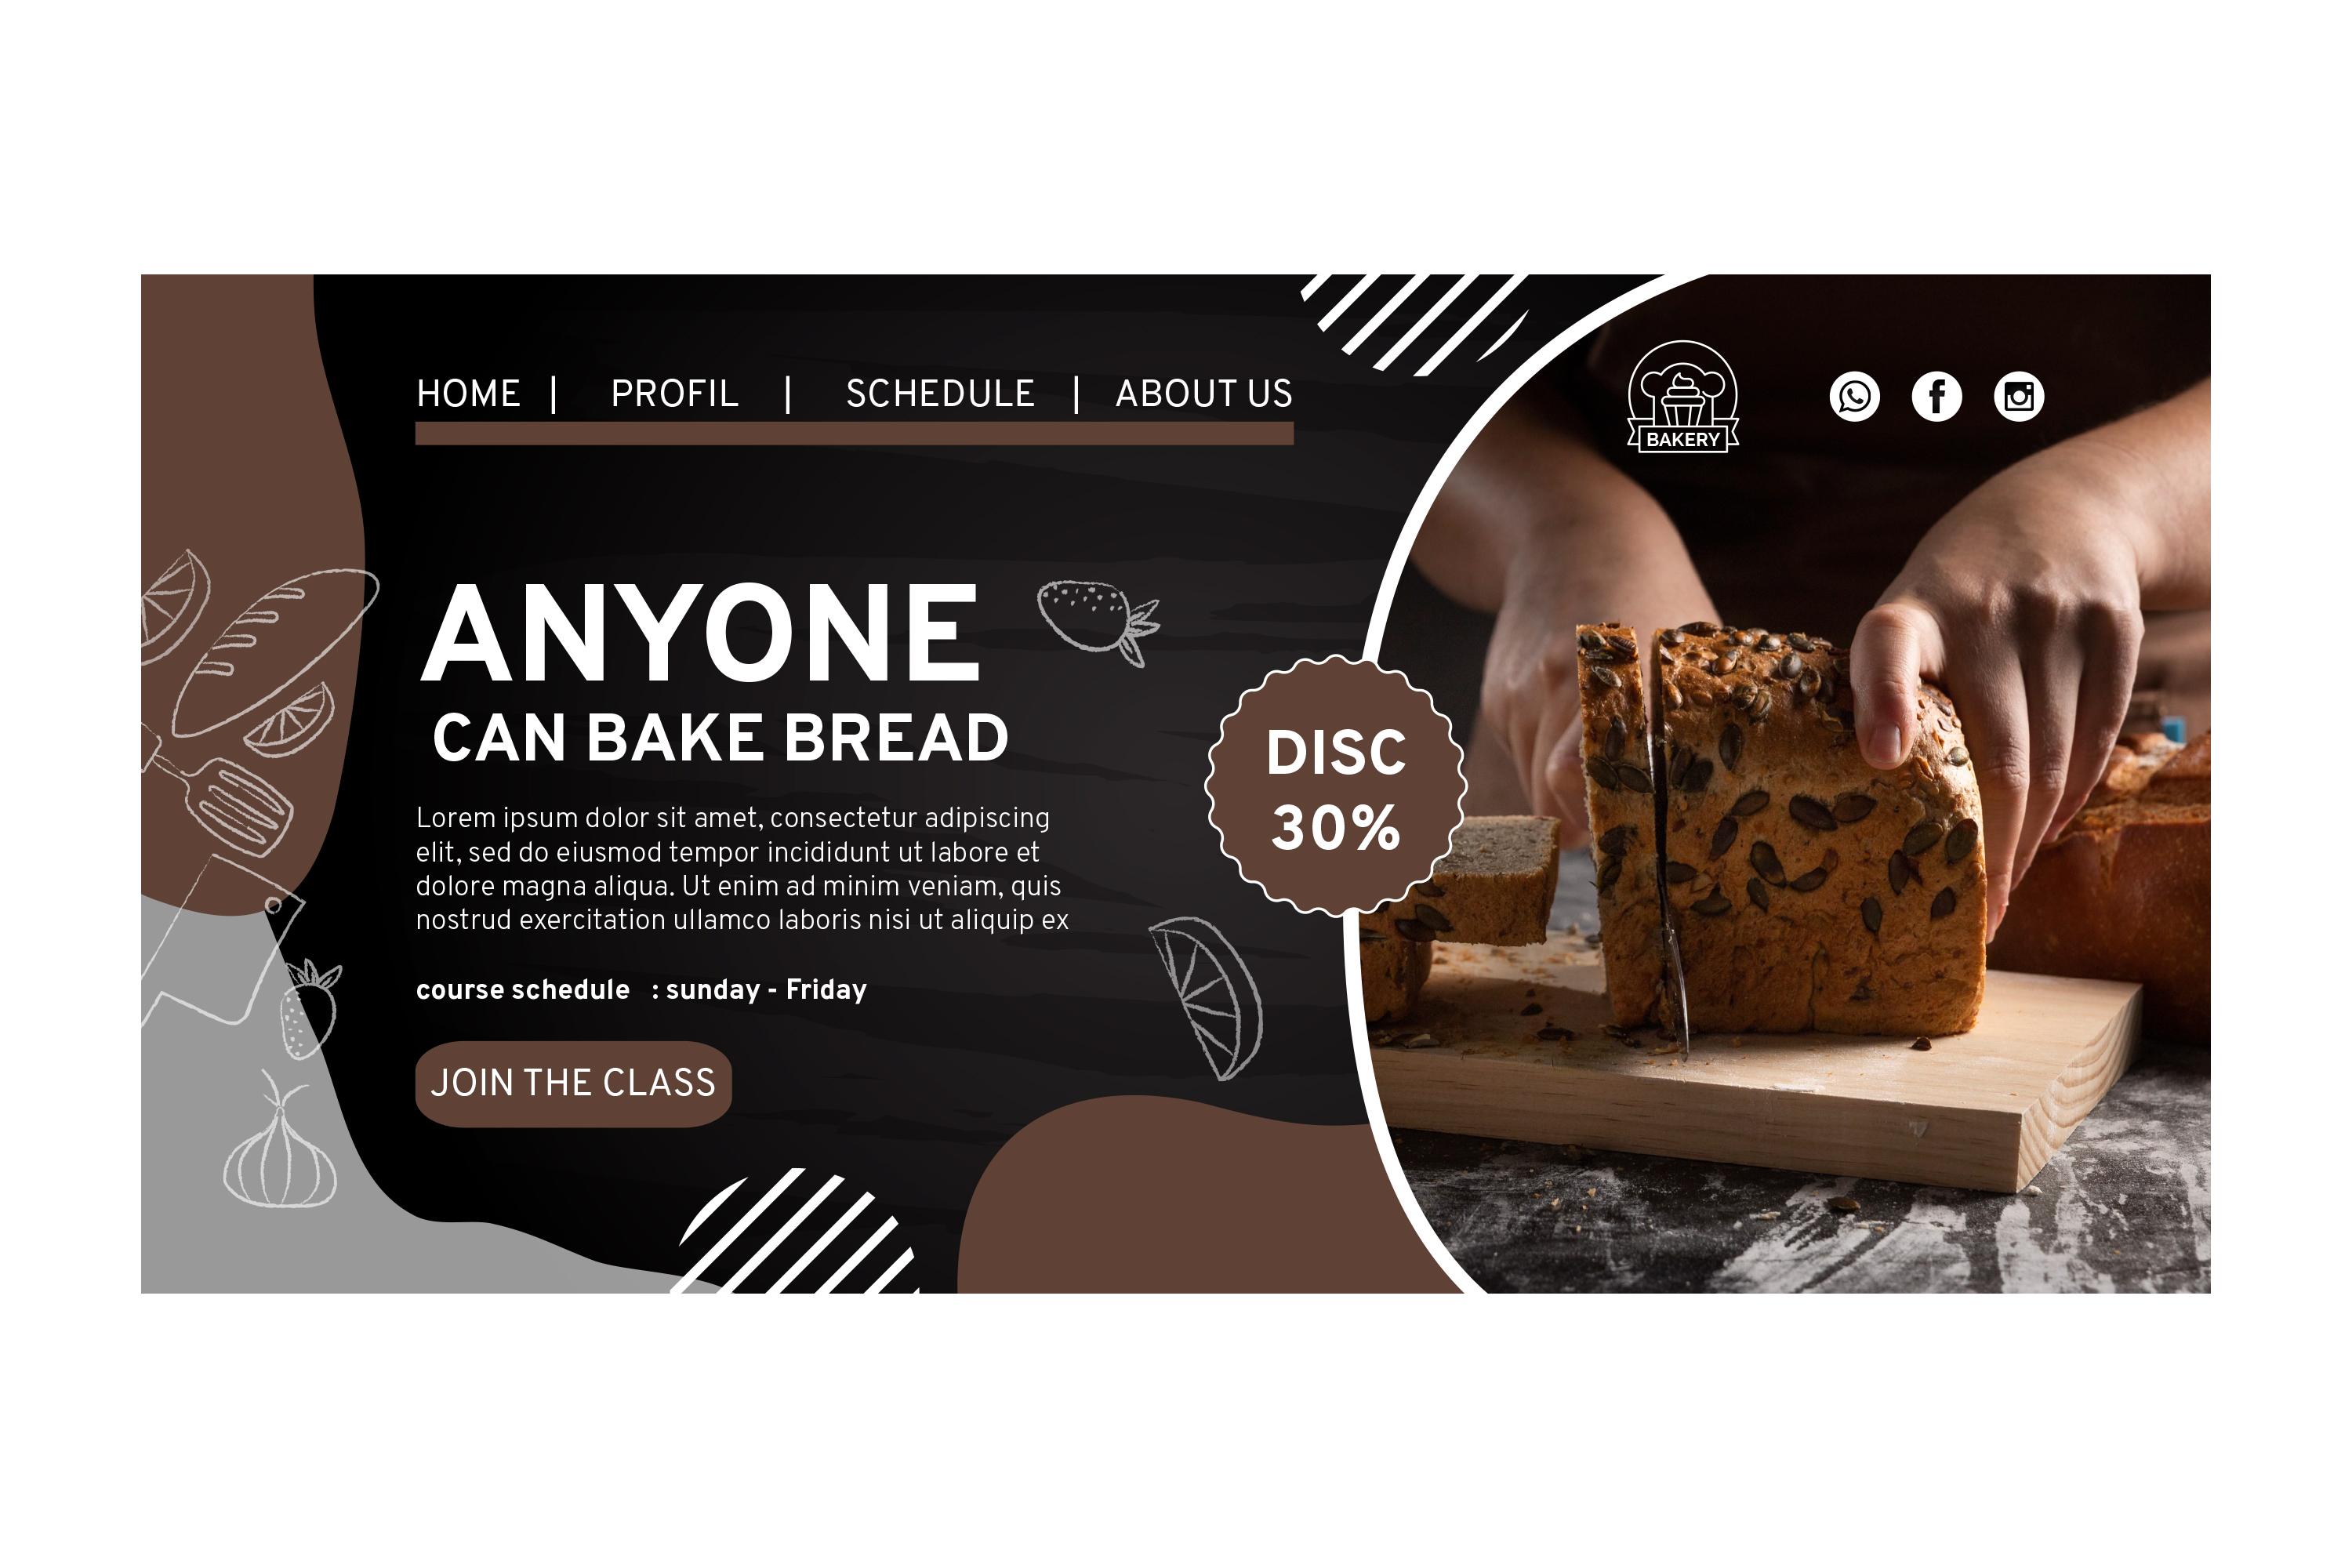 HOME | PROFIL | SCHEDULE | ABOUT US
BAKERY
ANYONE
CAN BAKE BREAD
Lorem ipsum dolor sit amet, consectetur adipiscing
elit, sed do eiusmod tempor incididunt ut labore et
dolore magna aliqua. Ut enim ad minim veniam, quis
nostrud exercitation ullamco laboris nisi ut aliquip ex
course schedule : sunday - Friday
JOIN THE CLASS
DISC
30%